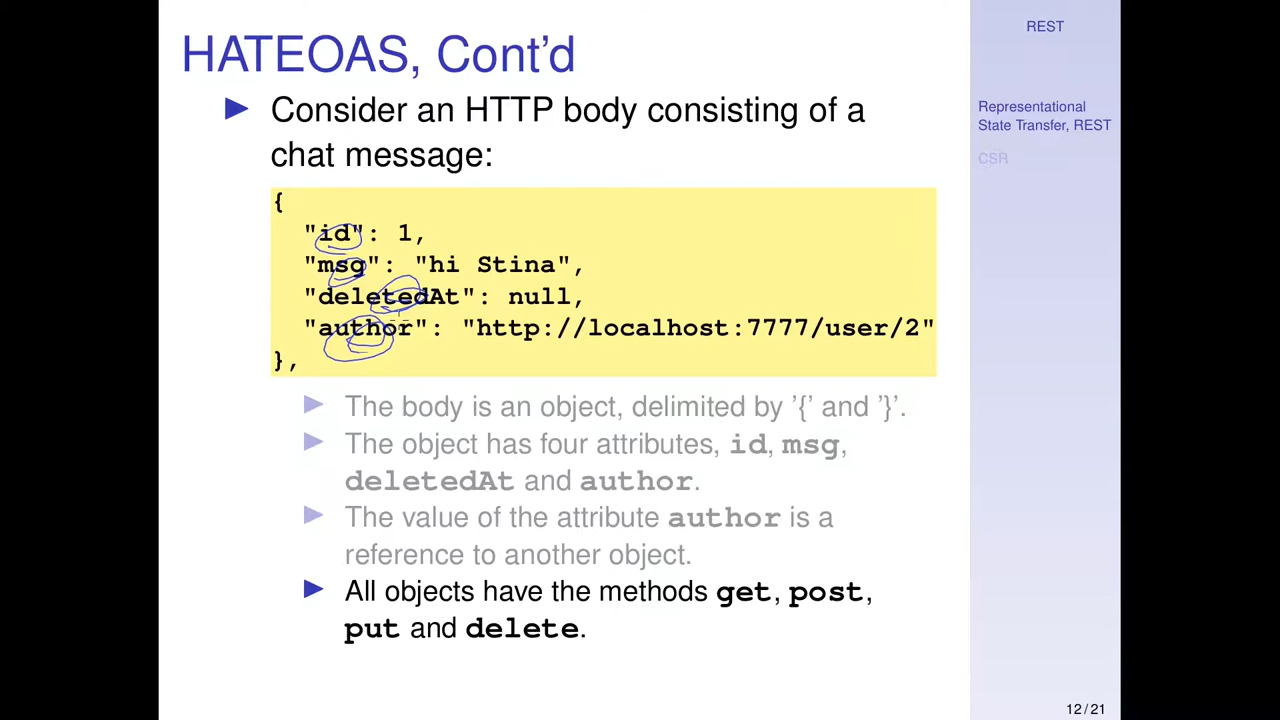 HATEOAS, Cont'd
▶ Consider an HTTP body consisting of a
chat message:
{
"id": 1,
"msg": "hi Stina",
"deletedAt": null,
"author": "http://localhost:7777/user/2"
},
▶ The body is an object, delimited by ’{’ and ’}’.
▶ The object has four attributes, id, msg,
deletedAt and author.
▶ The value of the attribute author is a
reference to another object.
▶ All objects have the methods get, post,
put and delete.
REST
Representational
State Transfer, REST
CSR
12 / 21